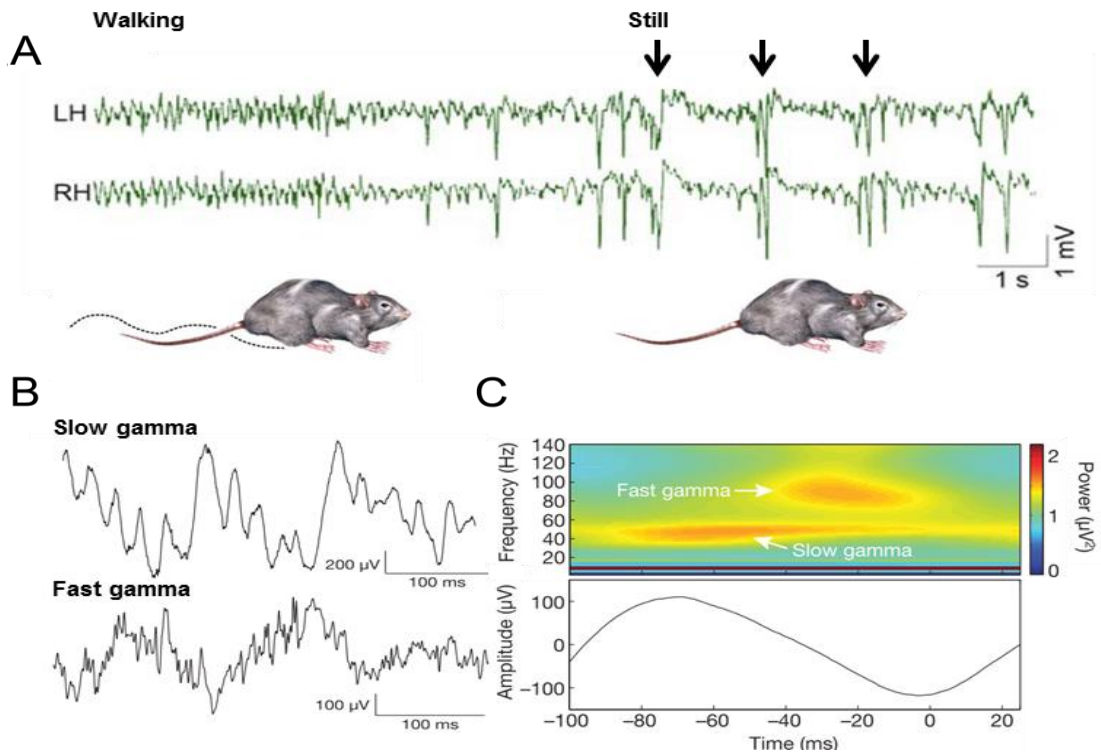 Walking Still
A
LH
RH
1 mV
1 s
B
Slow gamma
200 μV
100 ms
Fast gamma
100 μV
100 ms
C
Frequency (Hz)
140
120
100
80
60
40
20
Fast gamma
Slow gamma
2
1
0
Power (μV²)
Amplitude (μV)
100
0
−100
−100 −80 −60 −40 −20 0 20
Time (ms)